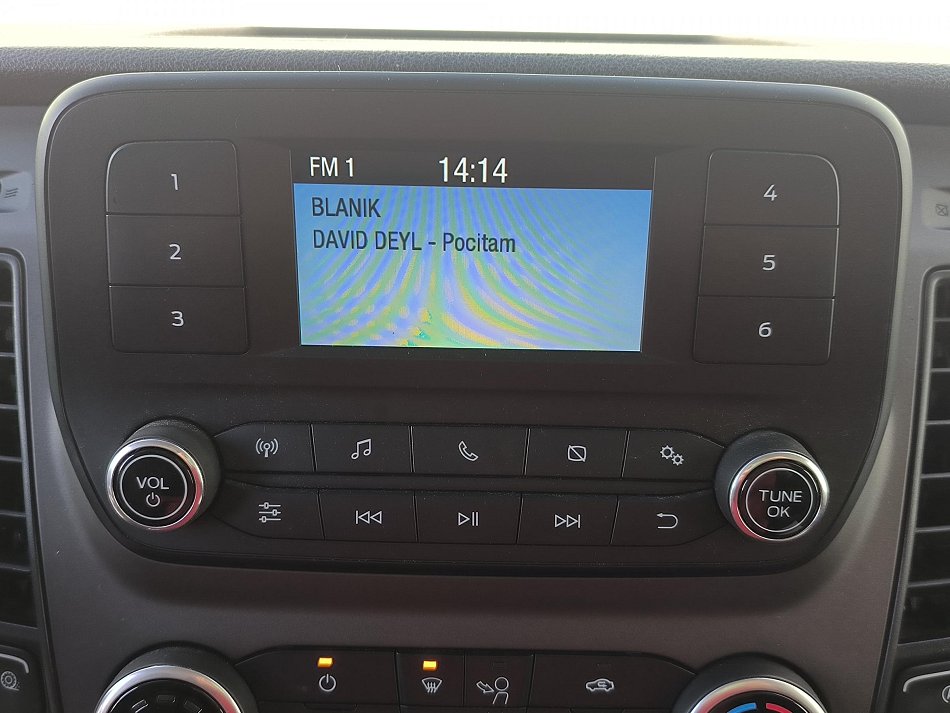 FM 1 14:14
BLANIK
DAVID DEYL - Pocitam
1
2
3
4
5
6
VOL
TUNE
OK